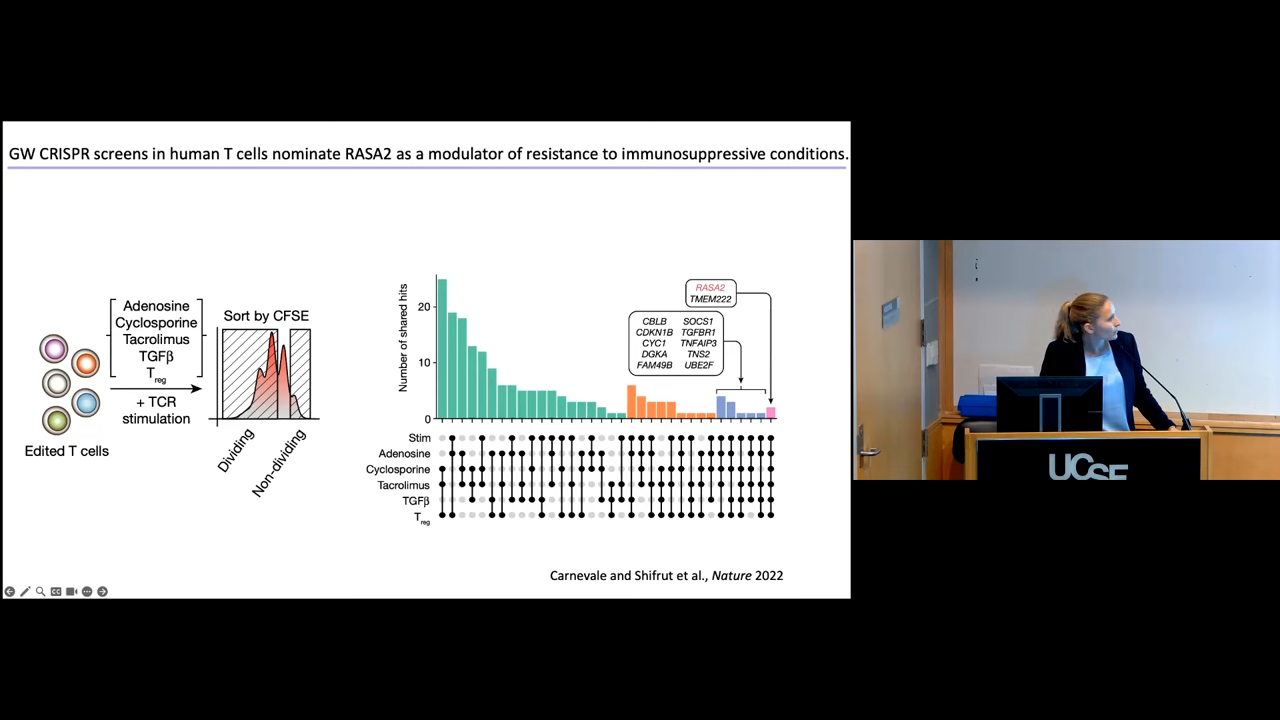 GW CRISPR screens in human T cells nominate RASA2 as a modulator of resistance to immunosuppressive conditions.
Adenosine
Cyclosporine
Tacrolimus
TGFβ
Treg
+ TCR
stimulation
Edited T cells
Sort by CFSE
Dividing
Non-dividing
Number of shared hits
20
10
0
RASA2
TMEM222
CBLB SOCS1
CDKN1B TGFBR1
CYC1 TNFAIP3
DGKA TNS2
FAM49B UBE2F
Stim
Adenosine
Cyclosporine
Tacrolimus
TGFβ
Treg
Carnevale and Shifrut et al., Nature 2022
CC
UCSF